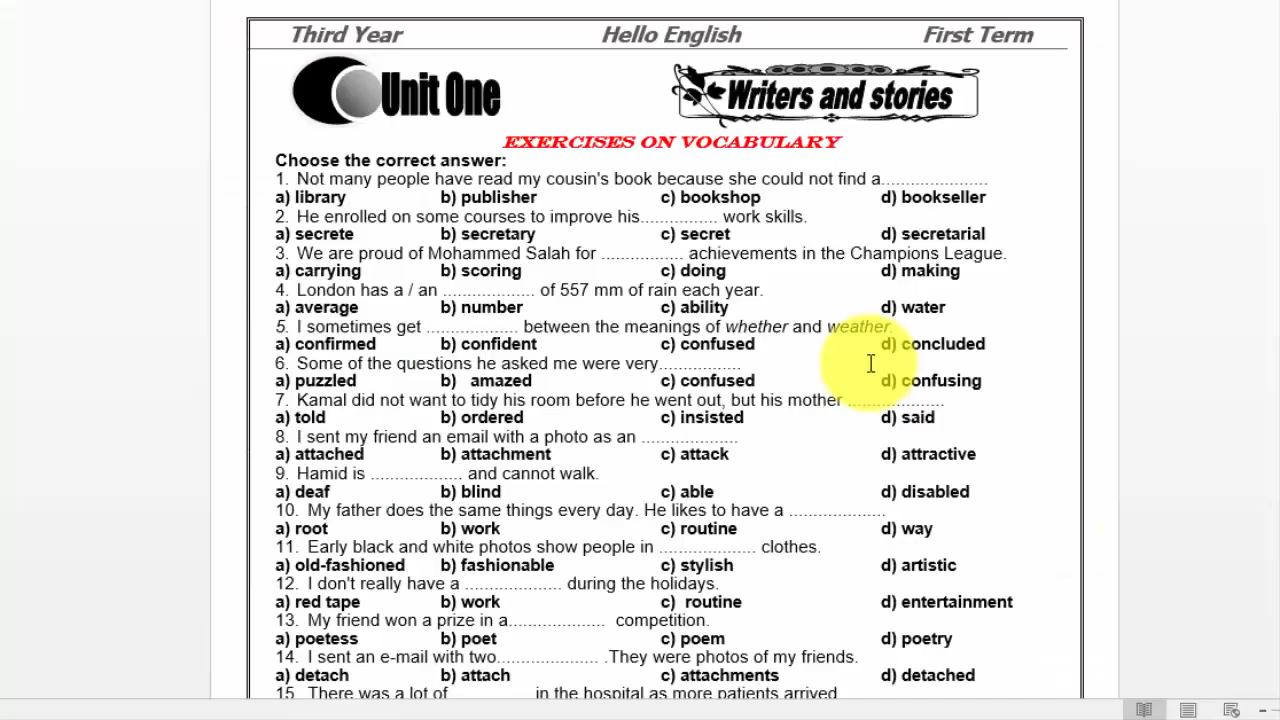 Third Year Hello English First Term
Unit One Writers and stories
EXERCISES ON VOCABULARY
Choose the correct answer:
1. Not many people have read my cousin's book because she could not find a.....................
a) library b) publisher c) bookshop d) bookseller
2. He enrolled on some courses to improve his............... work skills.
a) secrete b) secretary c) secret d) secretarial
3. We are proud of Mohammed Salah for ................ achievements in the Champions League.
a) carrying b) scoring c) doing d) making
4. London has a / an .................. of 557 mm of rain each year.
a) average b) number c) ability d) water
5. I sometimes get .................. between the meanings of whether and weather.
a) confirmed b) confident c) confused d) concluded
6. Some of the questions he asked me were very................
a) puzzled b) amazed c) confused d) confusing
7. Kamal did not want to tidy his room before he went out, but his mother ...................
a) told b) ordered c) insisted d) said
8. I sent my friend an email with a photo as an ...................
a) attached b) attachment c) attack d) attractive
9. Hamid is .................. and cannot walk.
a) deaf b) blind c) able d) disabled
10. My father does the same things every day. He likes to have a ...................
a) root b) work c) routine d) way
11. Early black and white photos show people in ................... clothes.
a) old-fashioned b) fashionable c) stylish d) artistic
12. I don't really have a ................... during the holidays.
a) red tape b) work c) routine d) entertainment
13. My friend won a prize in a................... competition.
a) poetess b) poet c) poem d) poetry
14. I sent an e-mail with two.................... .They were photos of my friends.
a) detach b) attach c) attachments d) detached
15. There was a lot of ................ in the hospital as more patients arrived